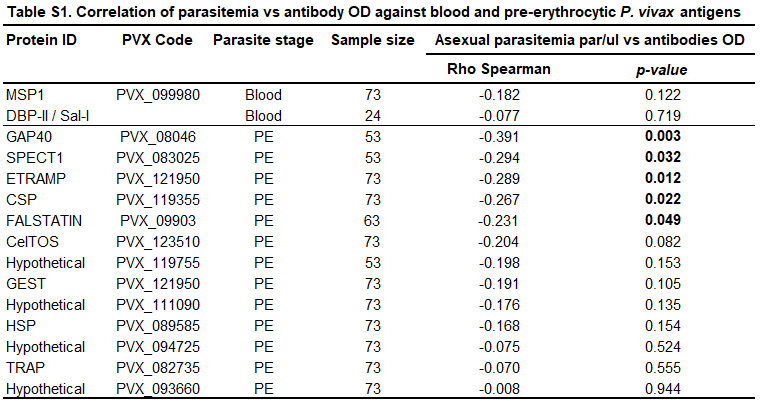 Table S1. Correlation of parasitemia vs antibody OD against blood and pre-erythrocytic P. vivax antigens
Protein ID PVX Code Parasite stage Sample size Asexual parasitemia par/ul vs antibodies OD
Rho Spearman p-value
MSP1 PVX_099980 Blood 73 -0.182 0.122
DBP-II / Sal-I Blood 24 -0.077 0.719
GAP40 PVX_08046 PE 53 -0.391 0.003
SPECT1 PVX_083025 PE 53 -0.294 0.032
ETRAMP PVX_121950 PE 73 -0.289 0.012
CSP PVX_119355 PE 73 -0.267 0.022
FALSTATIN PVX_09903 PE 63 -0.231 0.049
CelTOS PVX_123510 PE 73 -0.204 0.082
Hypothetical PVX_119755 PE 53 -0.198 0.153
GEST PVX_121950 PE 73 -0.191 0.105
Hypothetical PVX_111090 PE 73 -0.176 0.135
HSP PVX_089585 PE 73 -0.168 0.154
Hypothetical PVX_094725 PE 73 -0.075 0.524
TRAP PVX_082735 PE 73 -0.070 0.555
Hypothetical PVX_093660 PE 73 -0.008 0.944